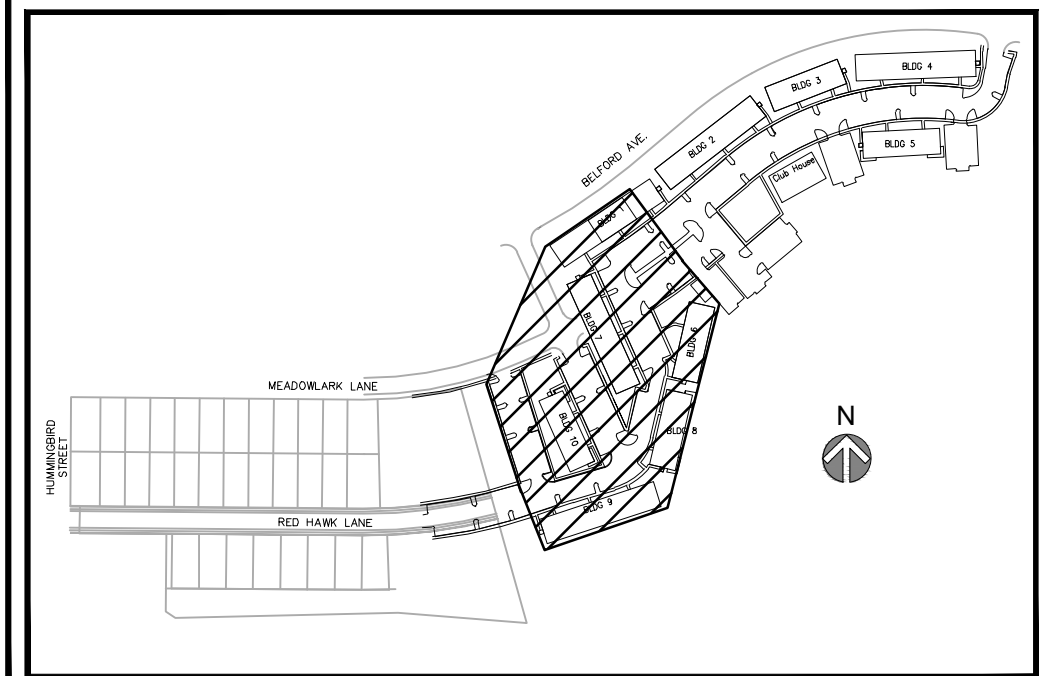 BLDG 4
BLDG 3
BLDG 2
BLDG 5
Club House
BELFORD AVE.
BLDG 1
BLDG 7
BLDG 6
MEADOWLARK LANE
BLDG 10
BLDG 8
N
HUMMINGBIRD
STREET
BLDG 9
RED HAWK LANE